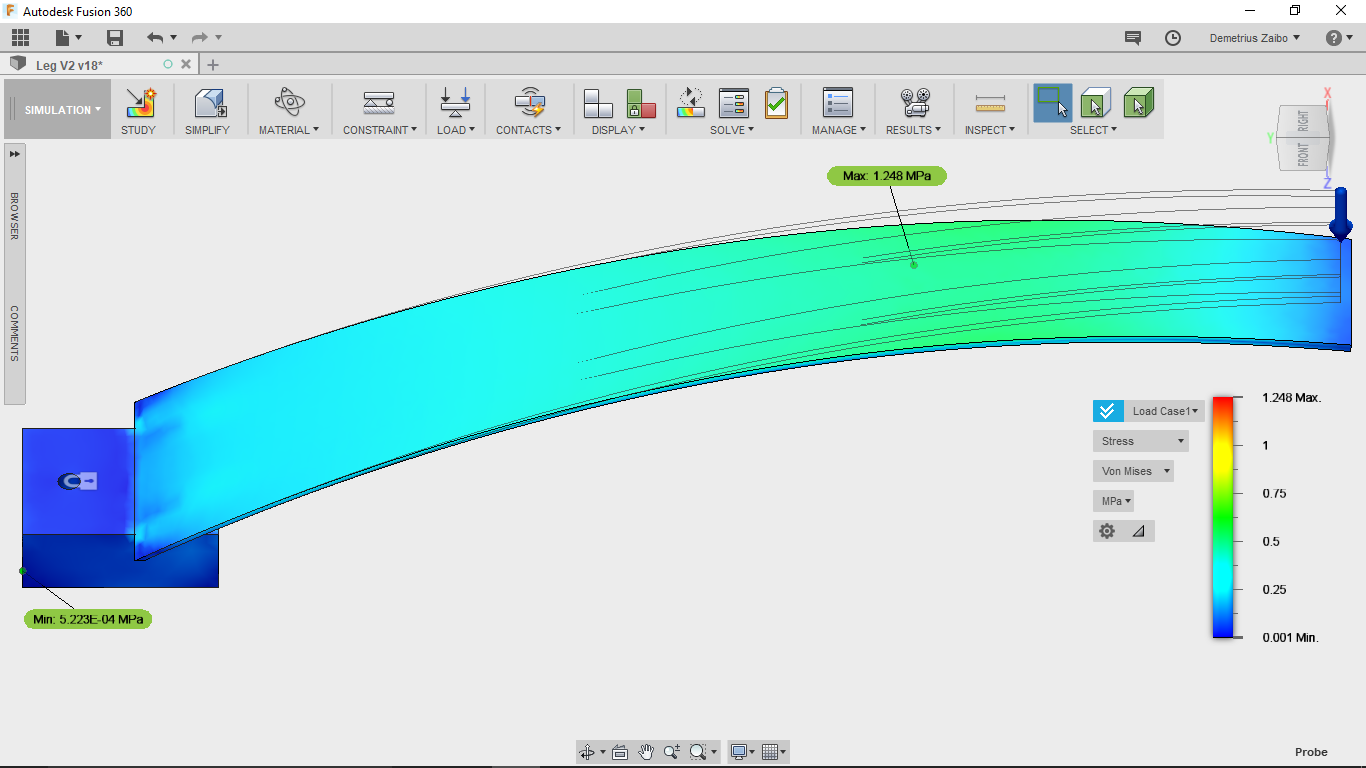 Autodesk Fusion 360
Demetrius Zaibo
Leg V2 v18*
SIMULATION
STUDY
SIMPLIFY
MATERIAL
CONSTRAINT
LOAD
CONTACTS
DISPLAY
SOLVE
MANAGE
RESULTS
INSPECT
SELECT
X
Y
RIGHT
FRONT
Z
BROWSER
COMMENTS
Max: 1.248 MPa
Load Case1
Stress
Von Mises
MPa
1.248 Max.
1
0.75
0.5
0.25
0.001 Min.
Min: 5.223E-04 MPa
Probe